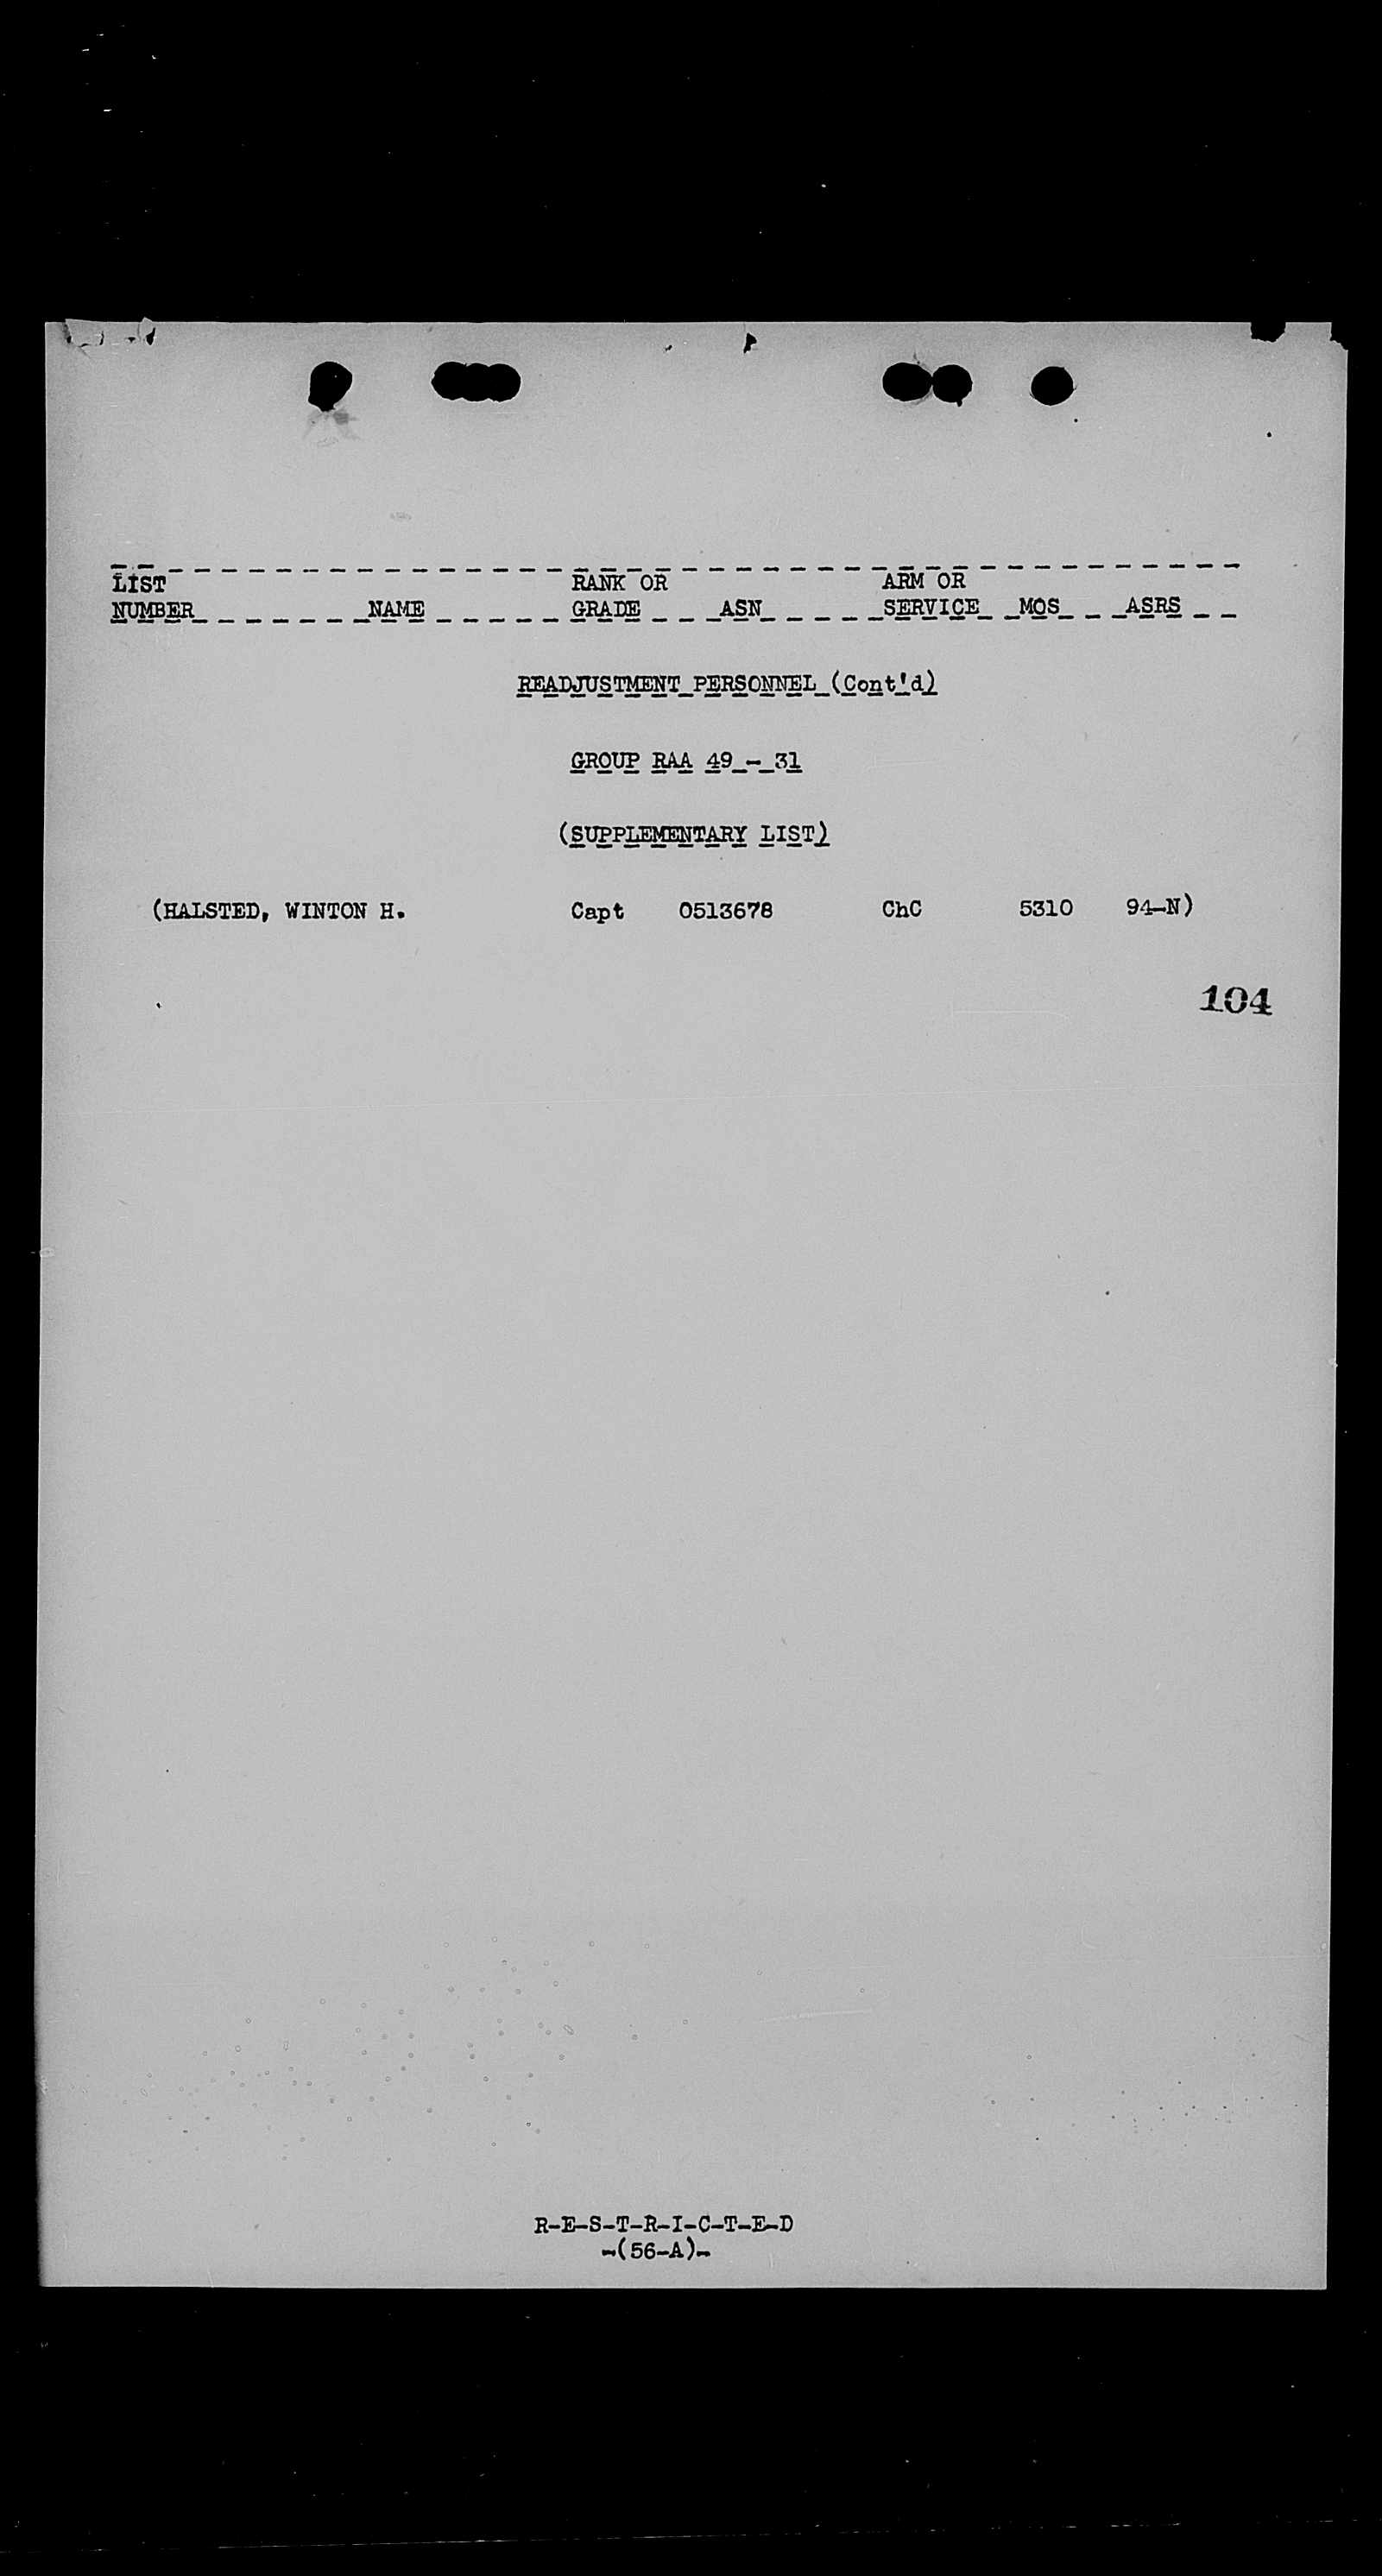 LIST RANK OR ARM OR
NUMBER NAME GRADE ASN SERVICE MOS ASRS
READJUSTMENT PERSONNEL (Cont'd)
GROUP RAA 49 - 31
(SUPPLEMENTARY LIST)
(HALSTED, WINTON H. Capt 0513678 ChC 5310 94-N)
104
R-E-S-T-R-I-C-T-E-D
-(56-A)-